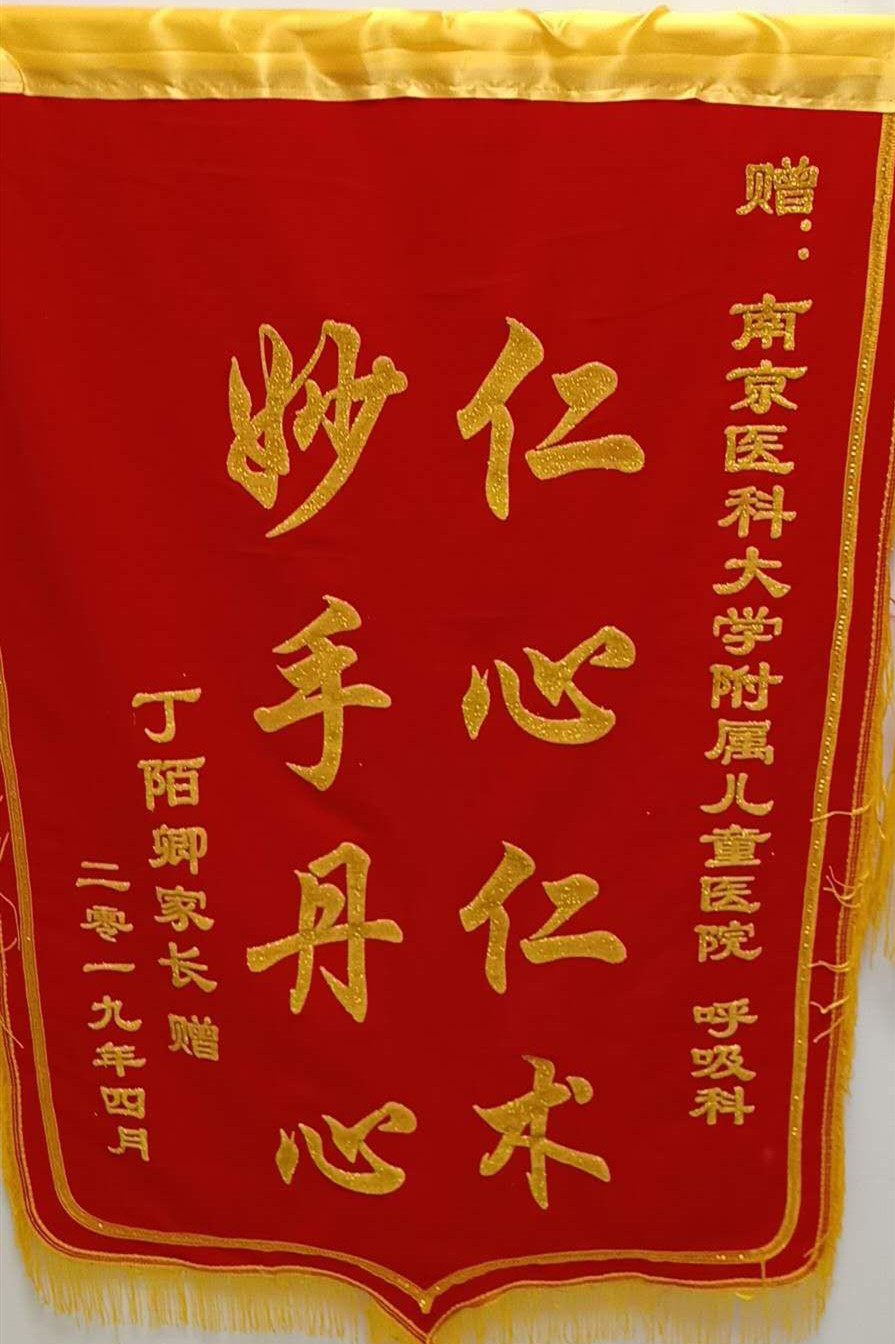 赠：南京医科大学附属儿童医院 呼吸科
仁心仁术
妙手丹心
丁陌卿家长 赠
二零一九年四月